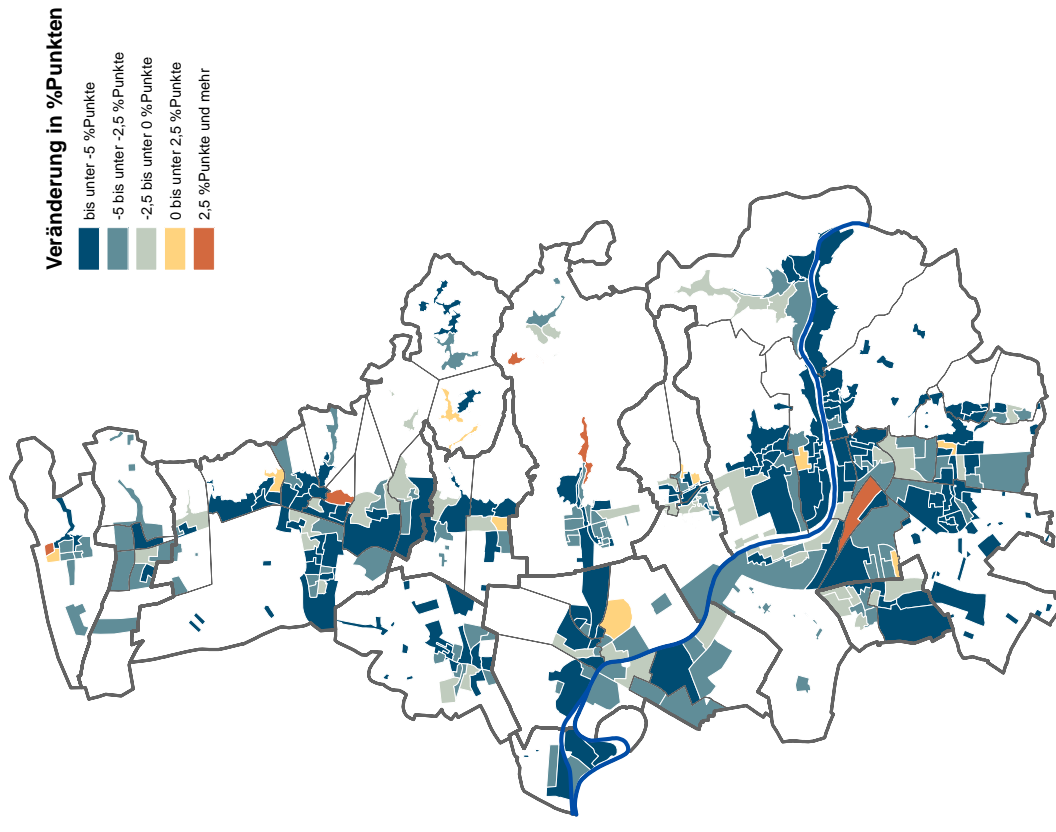 Veränderung in %Punkten
bis unter -5 %Punkte
-5 bis unter -2,5 %Punkte
-2,5 bis unter 0 %Punkte
0 bis unter 2,5 %Punkte
2,5 %Punkte und mehr